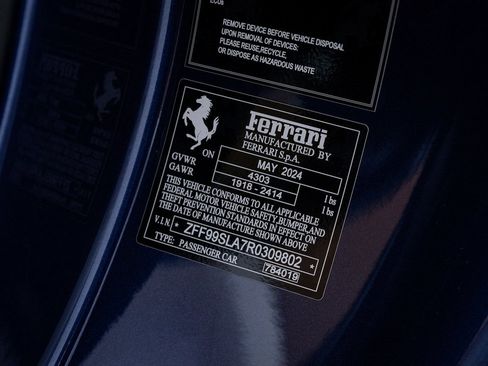 REMOVE DEVICE BEFORE VEHICLE DISPOSAL
UPON REMOVAL OF DEVICES:
PLEASE REUSE,RECYCLE,
OR DISPOSE AS HAZARDOUS WASTE
Ferrari
MANUFACTURED BY
FERRARI S.p.A.
ON MAY 2024
GVWR 4303 lbs
GAWR 1918 - 2414 lbs
THIS VEHICLE CONFORMS TO ALL APPLICABLE
FEDERAL MOTOR VEHICLE SAFETY,BUMPER,AND
THEFT PREVENTION STANDARDS IN EFFECT ON
THE DATE OF MANUFACTURE SHOWN ABOVE
V.I.N. * ZFF99SLA7R0309802 *
TYPE: PASSENGER CAR 784019